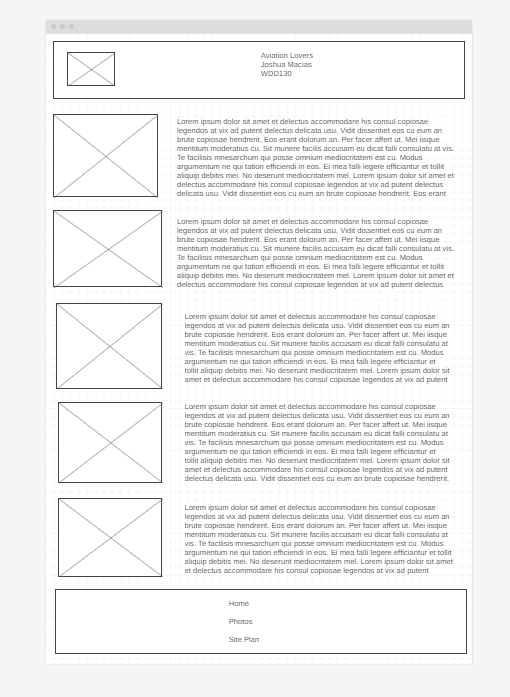 Aviation Lovers
Joshua Macias
WDD130
Lorem ipsum dolor sit amet et delectus accommodare his consul copiosae
legendos at vix ad putent delectus delicata usu. Vidit dissentiet eos cu eum an
brute copiosae hendrerit. Eos erant dolorum an. Per facer affert ut. Mei iisque
mentitum moderatius cu. Sit munere facilis accusam eu dicat falli consulatu at vis.
Te facilisis mnesarchum qui posse omnium mediocritatem est cu. Modus
argumentum ne qui tation efficiendi in eos. Ei mea falli legere efficiantur et tollit
aliquip debitis mei. No deserunt mediocritatem mel. Lorem ipsum dolor sit amet et
delectus accommodare his consul copiosae legendos at vix ad putent delectus
delicata usu. Vidit dissentiet eos cu eum an brute copiosae hendrerit. Eos erant
Lorem ipsum dolor sit amet et delectus accommodare his consul copiosae
legendos at vix ad putent delectus delicata usu. Vidit dissentiet eos cu eum an
brute copiosae hendrerit. Eos erant dolorum an. Per facer affert ut. Mei iisque
mentitum moderatius cu. Sit munere facilis accusam eu dicat falli consulatu at vis.
Te facilisis mnesarchum qui posse omnium mediocritatem est cu. Modus
argumentum ne qui tation efficiendi in eos. Ei mea falli legere efficiantur et tollit
aliquip debitis mei. No deserunt mediocritatem mel. Lorem ipsum dolor sit amet et
delectus accommodare his consul copiosae legendos at vix ad putent delectus
Lorem ipsum dolor sit amet et delectus accommodare his consul copiosae
legendos at vix ad putent delectus delicata usu. Vidit dissentiet eos cu eum an
brute copiosae hendrerit. Eos erant dolorum an. Per facer affert ut. Mei iisque
mentitum moderatius cu. Sit munere facilis accusam eu dicat falli consulatu at
vis. Te facilisis mnesarchum qui posse omnium mediocritatem est cu. Modus
argumentum ne qui tation efficiendi in eos. Ei mea falli legere efficiantur et
tollit aliquip debitis mei. No deserunt mediocritatem mel. Lorem ipsum dolor sit
amet et delectus accommodare his consul copiosae legendos at vix ad putent
Lorem ipsum dolor sit amet et delectus accommodare his consul copiosae
legendos at vix ad putent delectus delicata usu. Vidit dissentiet eos cu eum an
brute copiosae hendrerit. Eos erant dolorum an. Per facer affert ut. Mei iisque
mentitum moderatius cu. Sit munere facilis accusam eu dicat falli consulatu at
vis. Te facilisis mnesarchum qui posse omnium mediocritatem est cu. Modus
argumentum ne qui tation efficiendi in eos. Ei mea falli legere efficiantur et
tollit aliquip debitis mei. No deserunt mediocritatem mel. Lorem ipsum dolor sit
amet et delectus accommodare his consul copiosae legendos at vix ad putent
delectus delicata usu. Vidit dissentiet eos cu eum an brute copiosae hendrerit.
Lorem ipsum dolor sit amet et delectus accommodare his consul copiosae
legendos at vix ad putent delectus delicata usu. Vidit dissentiet eos cu eum an
brute copiosae hendrerit. Eos erant dolorum an. Per facer affert ut. Mei iisque
mentitum moderatius cu. Sit munere facilis accusam eu dicat falli consulatu at
vis. Te facilisis mnesarchum qui posse omnium mediocritatem est cu. Modus
argumentum ne qui tation efficiendi in eos. Ei mea falli legere efficiantur et tollit
aliquip debitis mei. No deserunt mediocritatem mel. Lorem ipsum dolor sit amet
et delectus accommodare his consul copiosae legendos at vix ad putent
Home
Photos
Site Plan